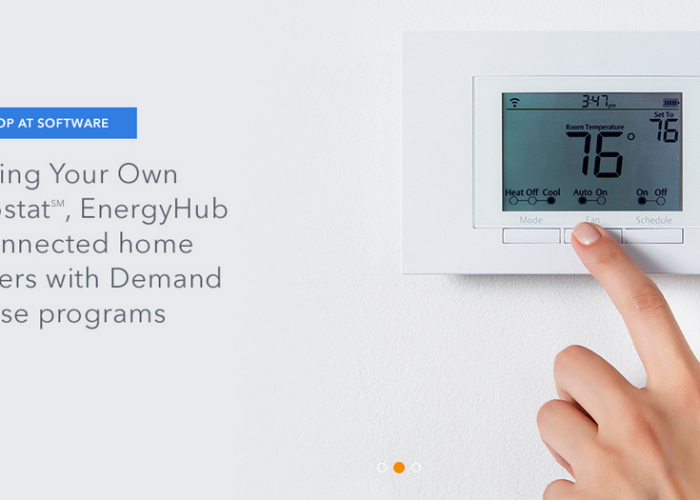 OP AT SOFTWARE
ing Your Own
ostat℠, EnergyHub
onnected home
ers with Demand
se programs
3:47pm
Set To
76
Room Temperature
76°
Heat Off Cool
Auto On
On Off
Mode
Fan
Schedule